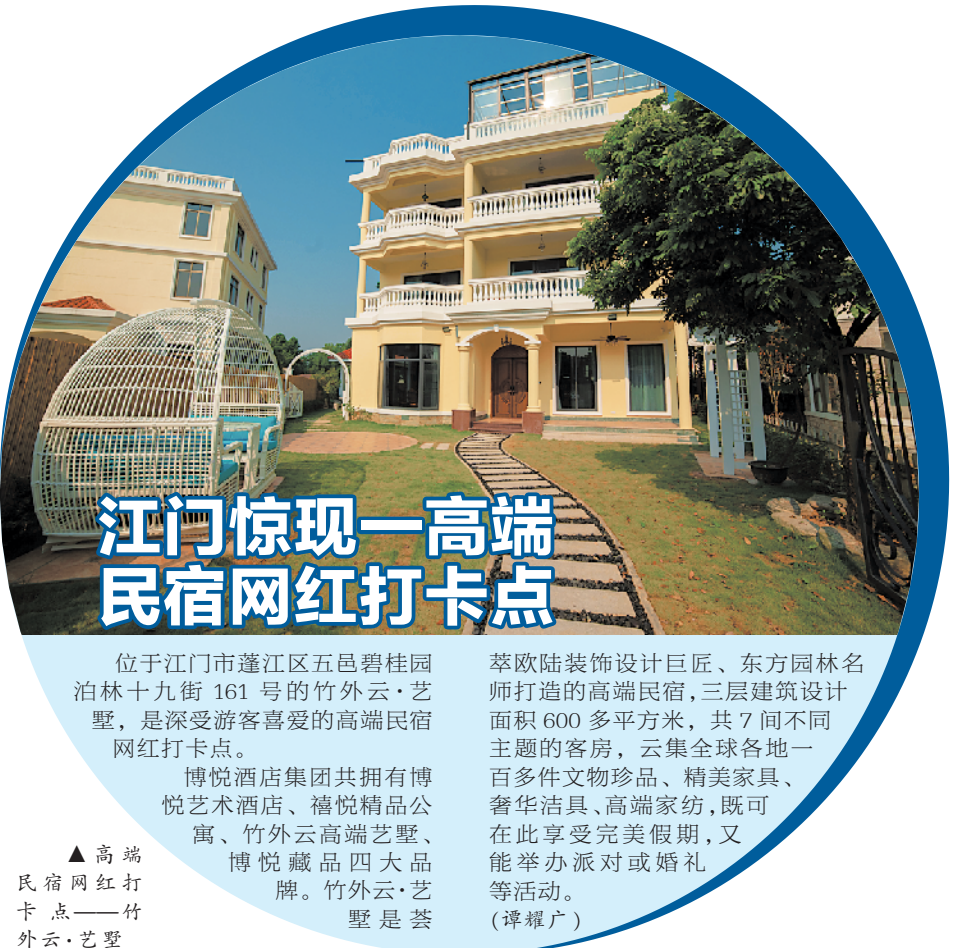 江门惊现一高端
民宿网红打卡点
位于江门市蓬江区五邑碧桂园
泊林十九街 161 号的竹外云·艺
墅，是深受游客喜爱的高端民宿
网红打卡点。
博悦酒店集团共拥有博
悦艺术酒店、禧悦精品公
寓、竹外云高端艺墅、
博悦藏品四大品
牌。竹外云·艺
墅是荟
萃欧陆装饰设计巨匠、东方园林名
师打造的高端民宿，三层建筑设计
面积 600 多平方米，共 7 间不同
主题的客房，云集全球各地一
百多件文物珍品、精美家具、
奢华洁具、高端家纺，既可
在此享受完美假期，又
能举办派对或婚礼
等活动。
(谭耀广)
▲高端
民宿网红打
卡点——竹
外云·艺墅